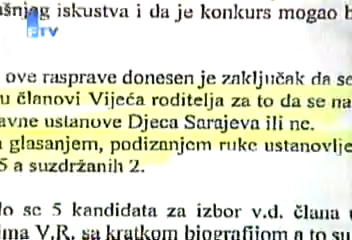 ašnjeg iskustva i da je konkurs mogao b
FTV
ove rasprave donesen je zaključak da se
u članovi Vijeća roditelja za to da se na
avne ustanove Djeca Sarajeva ili ne.
glasanjem, podizanjem ruke ustanovlje
5 a suzdržanih 2.
lo se 5 kandidata za izbor v.d. člana
ima V.R. sa kratkom biografijom a to su